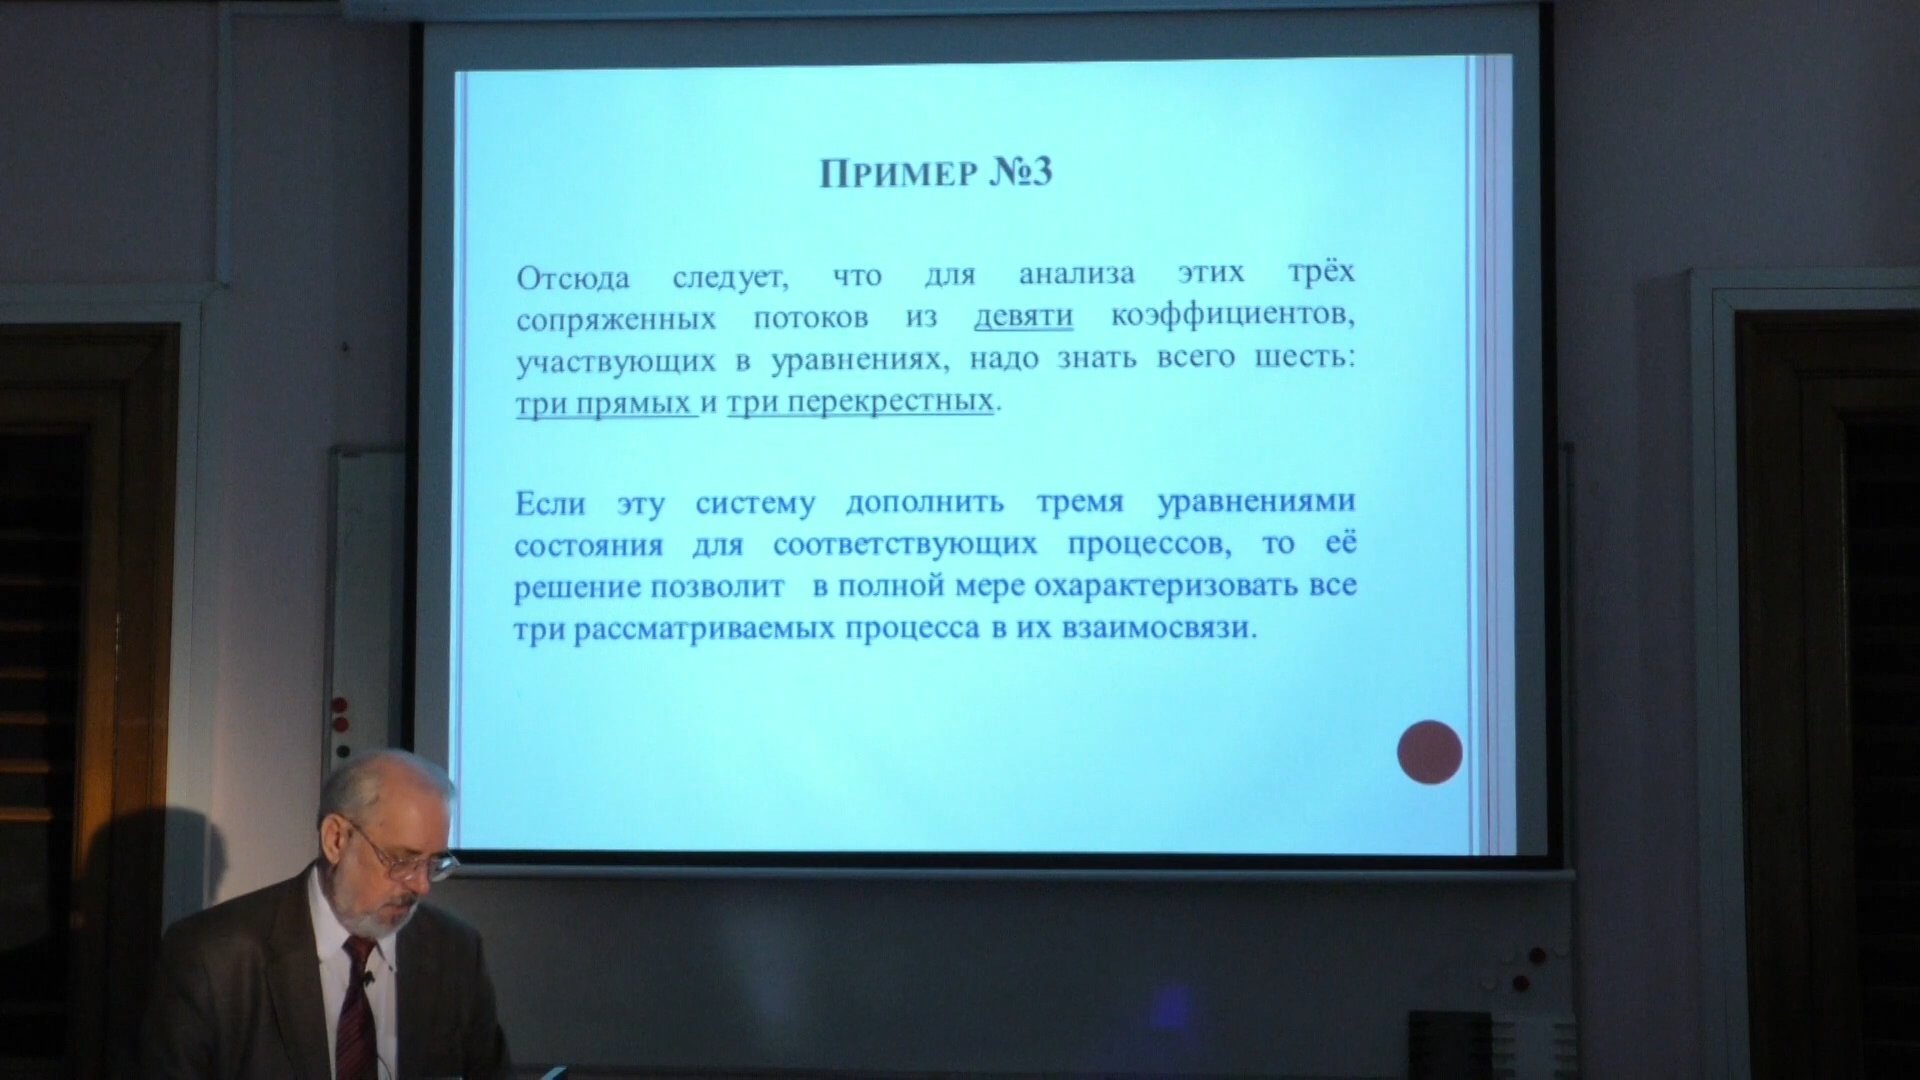 ПРИМЕР №3
Отсюда следует, что для анализа этих трёх
сопряженных потоков из девяти коэффициентов,
участвующих в уравнениях, надо знать всего шесть:
три прямых и три перекрестных.
Если эту систему дополнить тремя уравнениями
состояния для соответствующих процессов, то её
решение позволит в полной мере охарактеризовать все
три рассматриваемых процесса в их взаимосвязи.